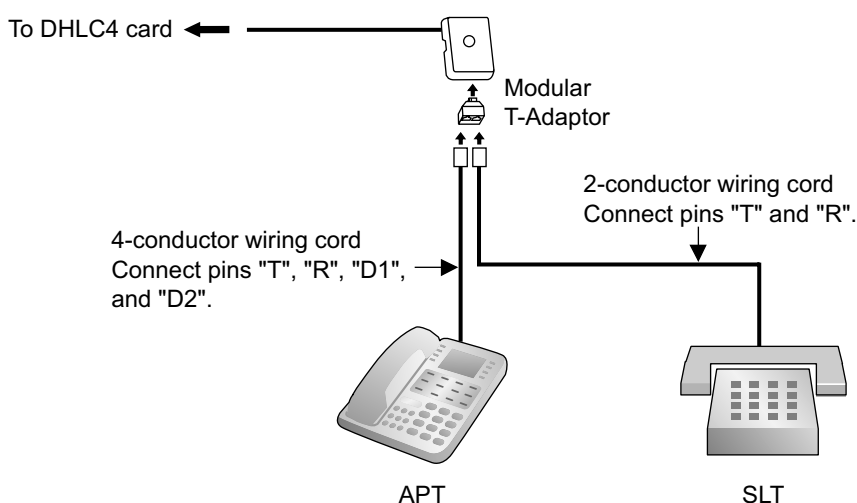 To DHLC4 card
Modular
T-Adaptor
2-conductor wiring cord
Connect pins "T" and "R".
4-conductor wiring cord
Connect pins "T", "R", "D1",
and "D2".
APT
SLT